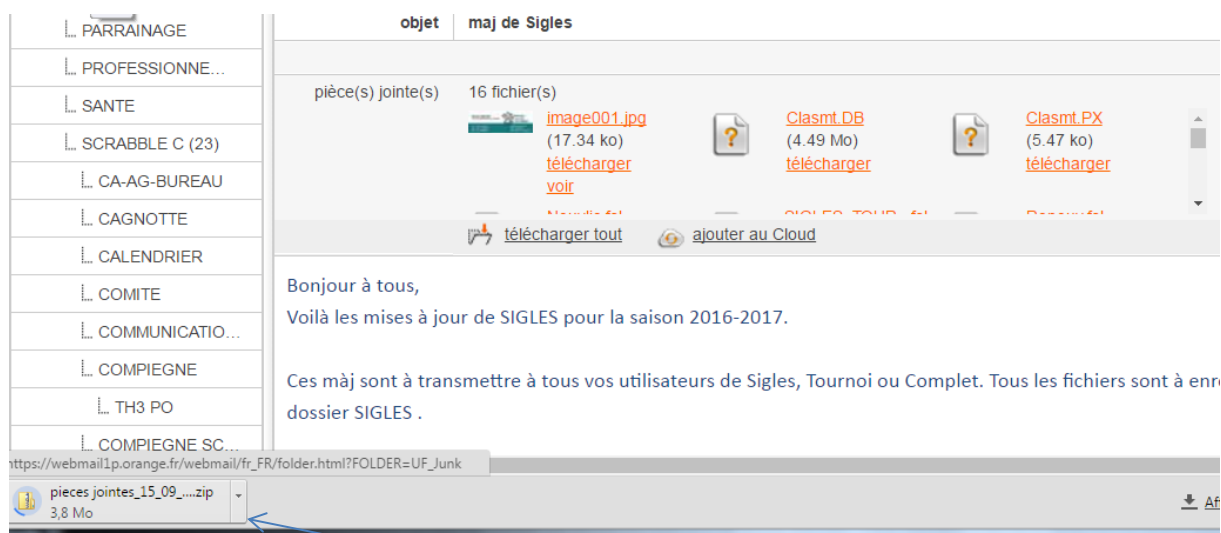 PARRAINAGE
PROFESSIONNE...
SANTE
SCRABBLE C (23)
CA-AG-BUREAU
CAGNOTTE
CALENDRIER
COMITE
COMMUNICATIO...
COMPIEGNE
TH3 PO
COMPIEGNE SC...
objet maj de Sigles
pièce(s) jointe(s) 16 fichier(s)
image001.jpg Clasmt.DB Clasmt.PX
(17.34 ko) (4.49 Mo) (5.47 ko)
télécharger télécharger télécharger
voir
télécharger tout ajouter au Cloud
Bonjour à tous,
Voilà les mises à jour de SIGLES pour la saison 2016-2017.
Ces màj sont à transmettre à tous vos utilisateurs de Sigles, Tournoi ou Complet. Tous les fichiers sont à enr
dossier SIGLES .
https://webmail1p.orange.fr/webmail/fr_FR/folder.html?FOLDER=UF_Junk
pieces jointes_15_09_....zip
3,8 Mo
Af